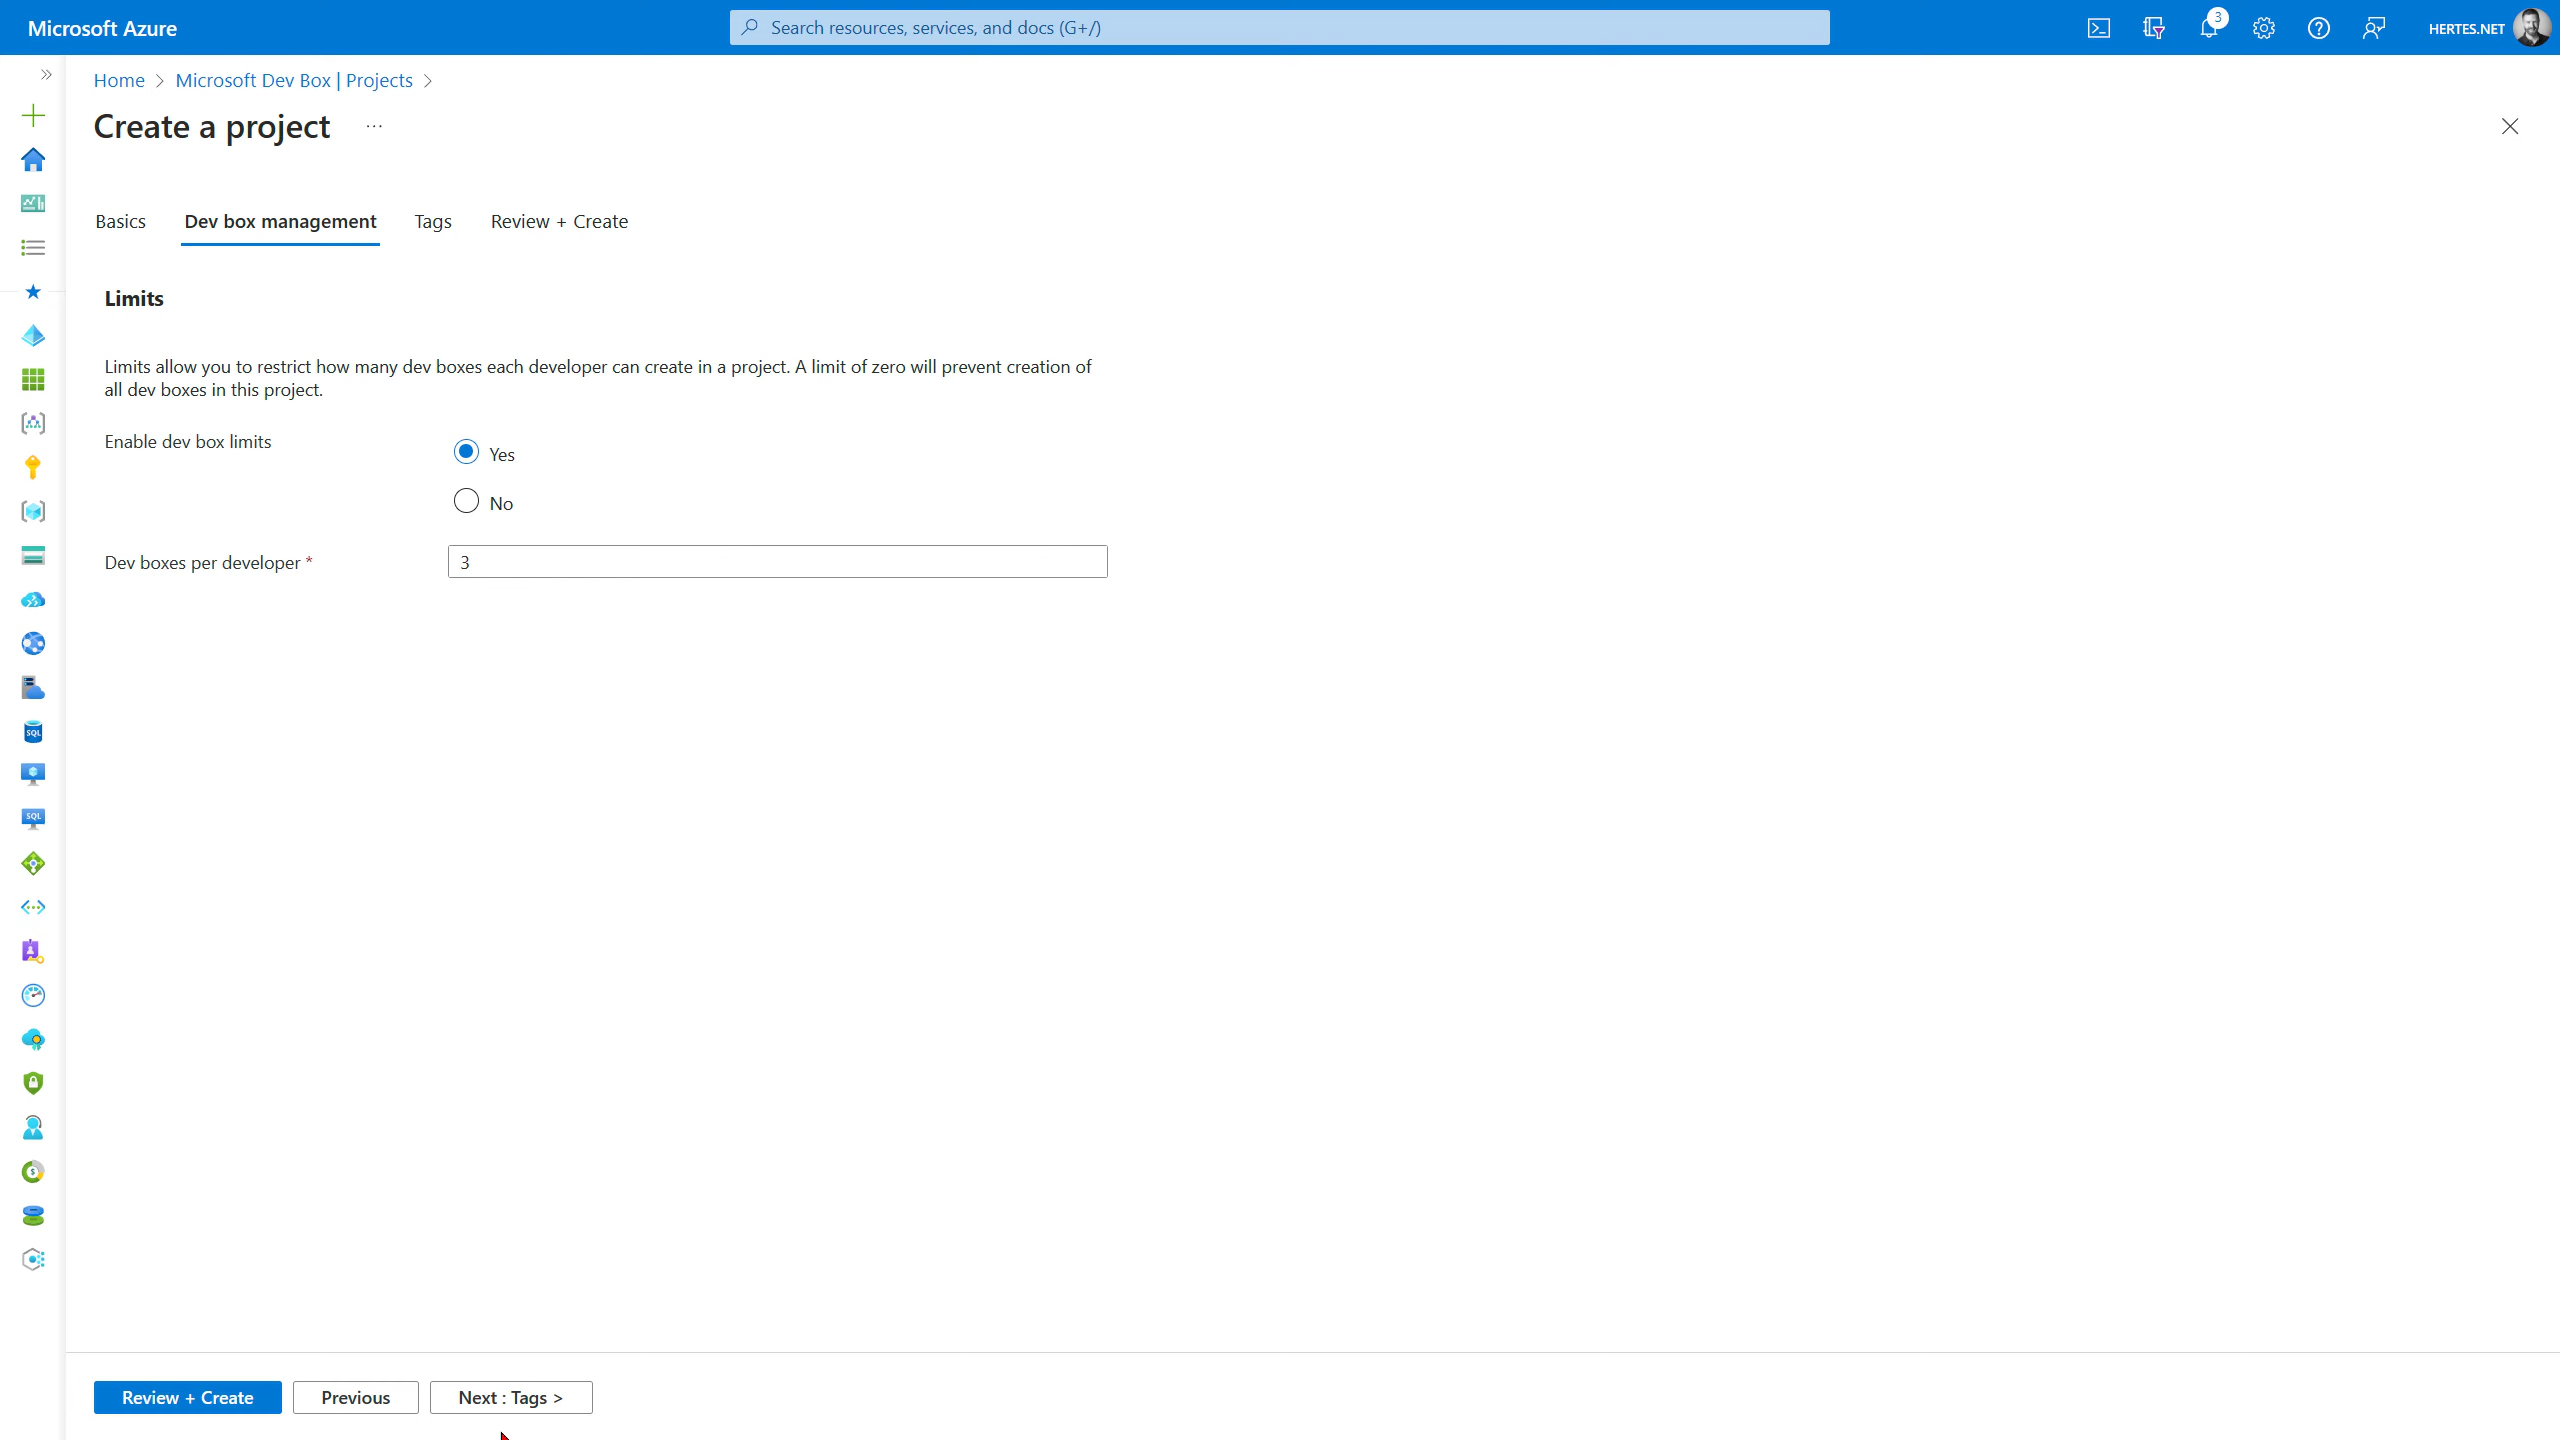 Microsoft Azure
Search resources, services, and docs (G+/)
3
HERTES.NET
Home > Microsoft Dev Box | Projects >
Create a project ...
Basics Dev box management Tags Review + Create
Limits
Limits allow you to restrict how many dev boxes each developer can create in a project. A limit of zero will prevent creation of
all dev boxes in this project.
Enable dev box limits
Yes
No
Dev boxes per developer *
3
SQL
SQL
Review + Create
Previous
Next : Tags >